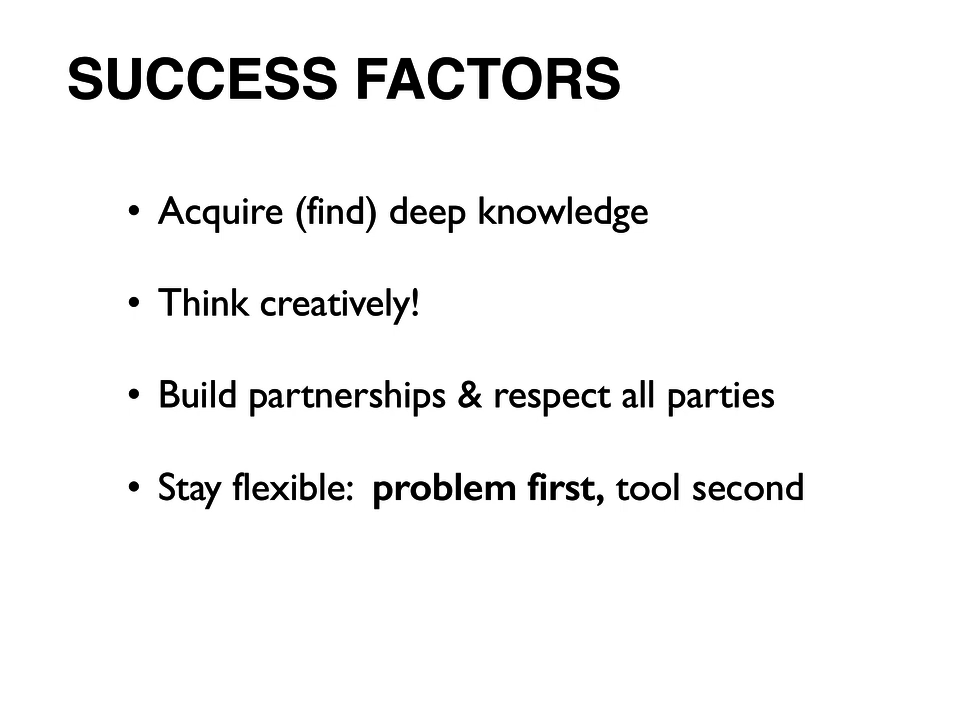 SUCCESS FACTORS
• Acquire (find) deep knowledge
• Think creatively!
• Build partnerships & respect all parties
• Stay flexible:  problem first, tool second